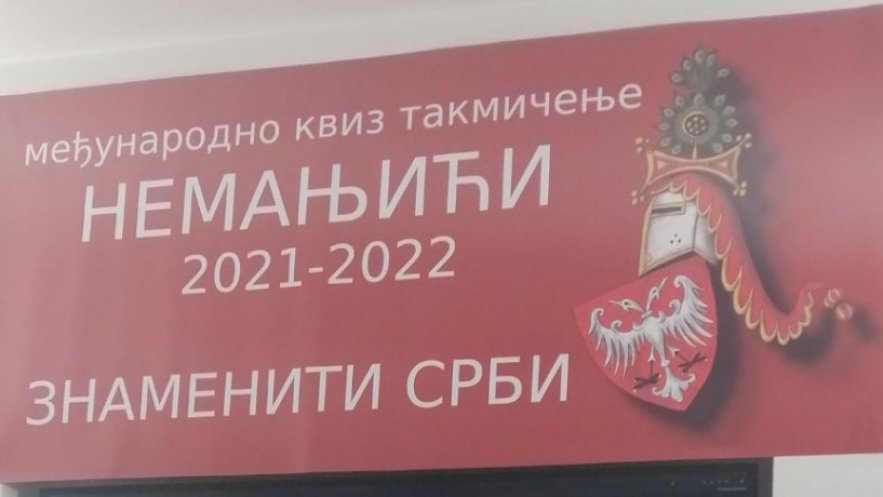 међународно квиз такмичење
НЕМАЊИЋИ
2021-2022
ЗНАМЕНИТИ СРБИ